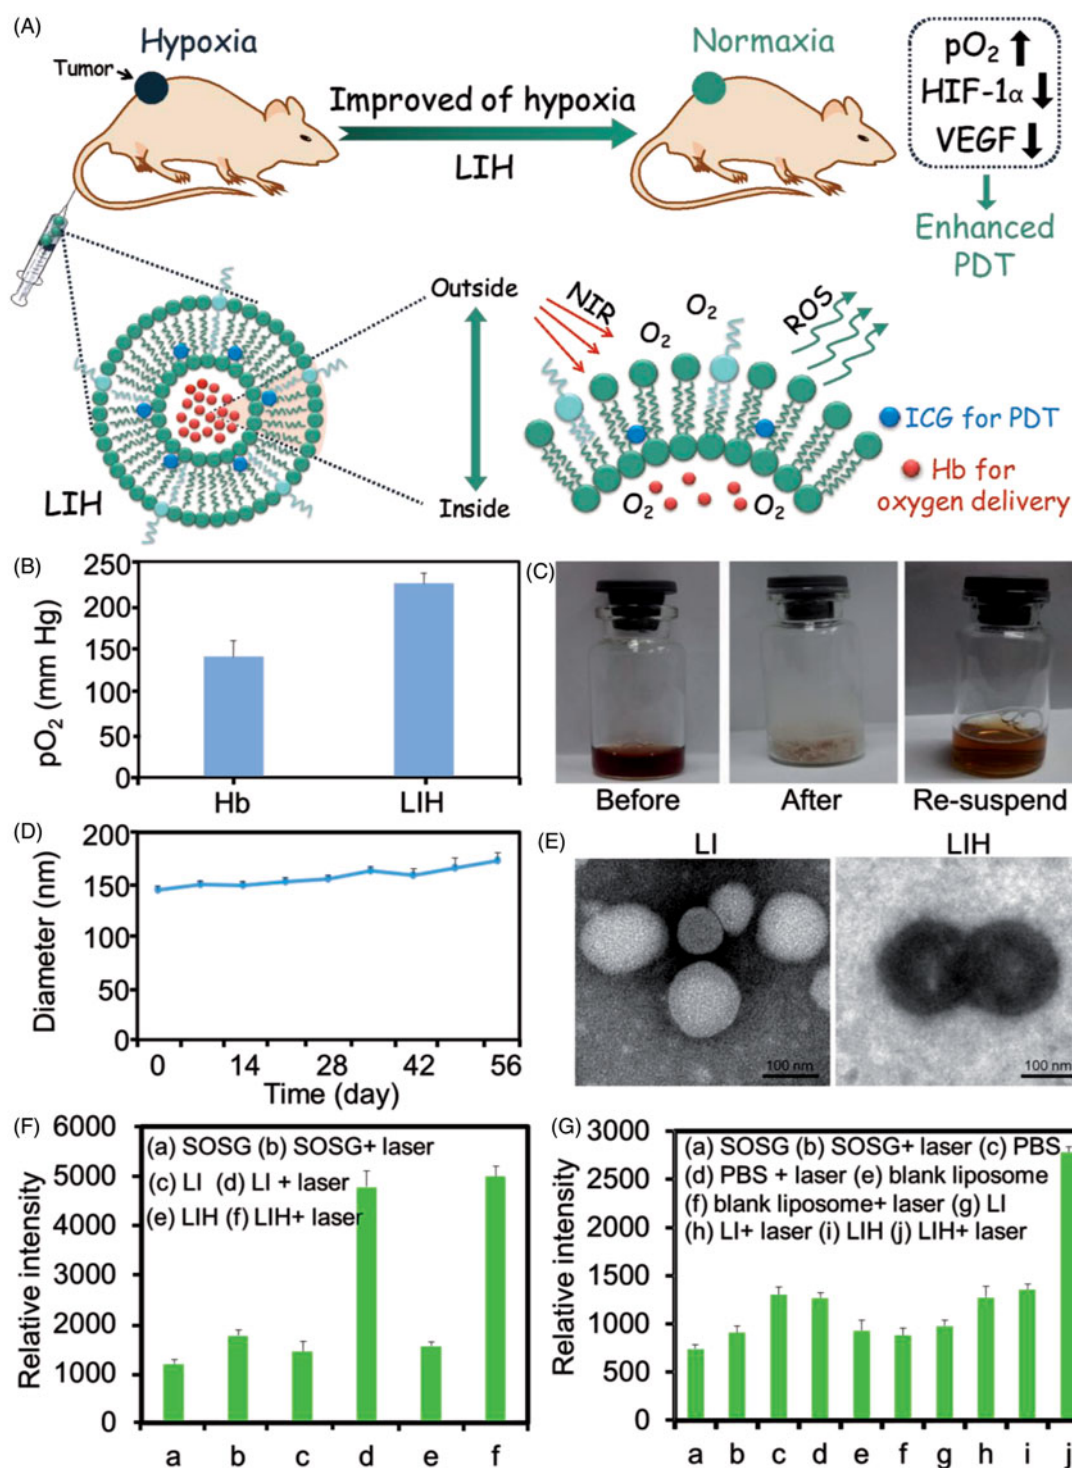 (A)
Hypoxia
Tumor
Improved of hypoxia
LIH
Normaxia
pO₂
HIF-1α
VEGF
Enhanced
PDT
LIH
Outside
Inside
NIR
O₂
O₂
ROS
O₂
O₂
ICG for PDT
Hb for
oxygen delivery
(B)
pO₂ (mm Hg)
250
200
150
100
50
0
Hb
LIH
(C)
Before
After
Re-suspend
(D)
Diameter (nm)
200
150
100
50
0
0 14 28 42 56
Time (day)
(E)
LI
LIH
100 nm
100 nm
(F)
Relative intensity
6000
5000
4000
3000
2000
1000
0
(a) SOSG (b) SOSG+ laser
(c) LI (d) LI + laser
(e) LIH (f) LIH+ laser
a b c d e f
(G)
Relative intensity
3000
2500
2000
1500
1000
500
0
(a) SOSG (b) SOSG+ laser (c) PBS
(d) PBS + laser (e) blank liposome
(f) blank liposome+ laser (g) LI
(h) LI+ laser (i) LIH (j) LIH+ laser
a b c d e f g h i j